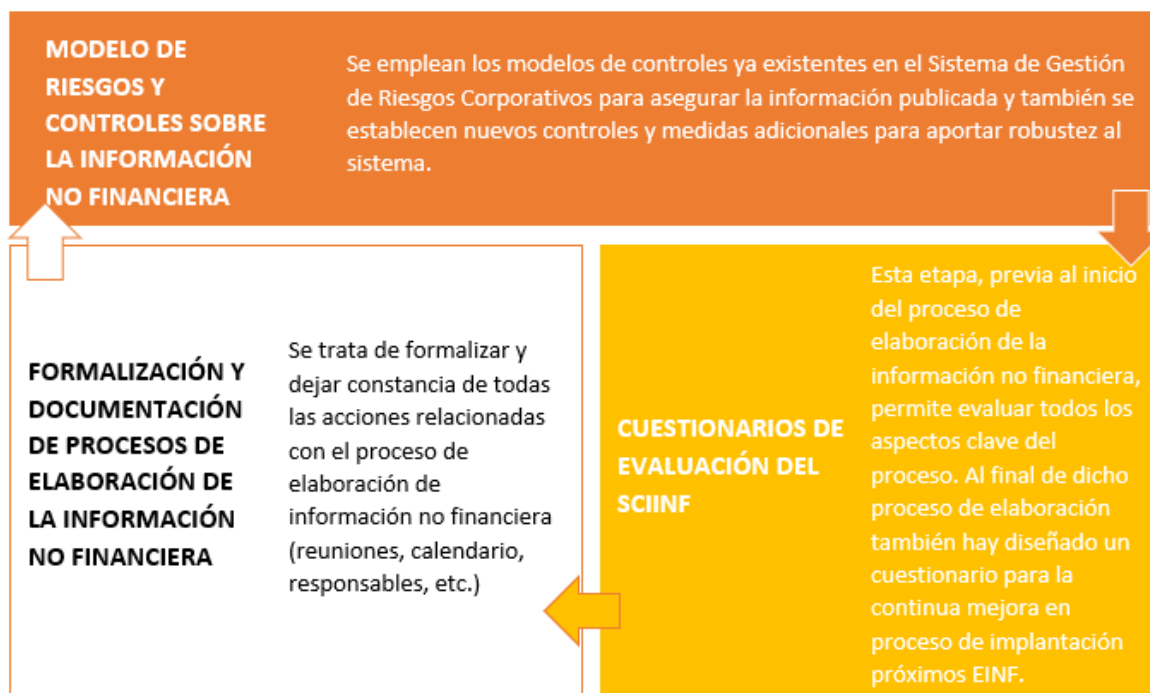 MODELO DE
RIESGOS Y
CONTROLES SOBRE
LA INFORMACIÓN
NO FINANCIERA
Se emplean los modelos de controles ya existentes en el Sistema de Gestión
de Riesgos Corporativos para asegurar la información publicada y también se
establecen nuevos controles y medidas adicionales para aportar robustez al
sistema.
FORMALIZACIÓN Y
DOCUMENTACIÓN
DE PROCESOS DE
ELABORACIÓN DE
LA INFORMACIÓN
NO FINANCIERA
Se trata de formalizar y
dejar constancia de todas
las acciones relacionadas
con el proceso de
elaboración de
información no financiera
(reuniones, calendario,
responsables, etc.)
CUESTIONARIOS DE
EVALUACIÓN DEL
SCIINF
Esta etapa, previa al inicio
del proceso de
elaboración de la
información no financiera,
permite evaluar todos los
aspectos clave del
proceso. Al final de dicho
proceso de elaboración
también hay diseñado un
cuestionario para la
continua mejora en
proceso de implantación
próximos EINF.